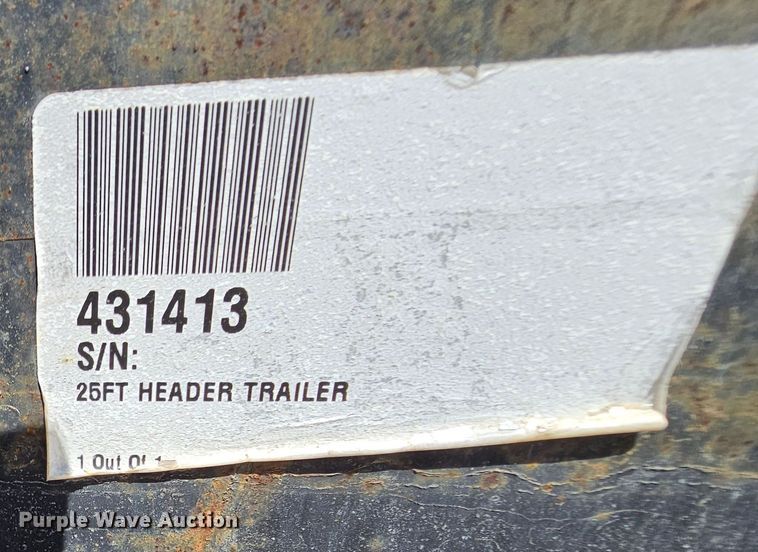 431413
S/N:
25FT HEADER TRAILER
1 Out Of 1
Purple Wave Auction